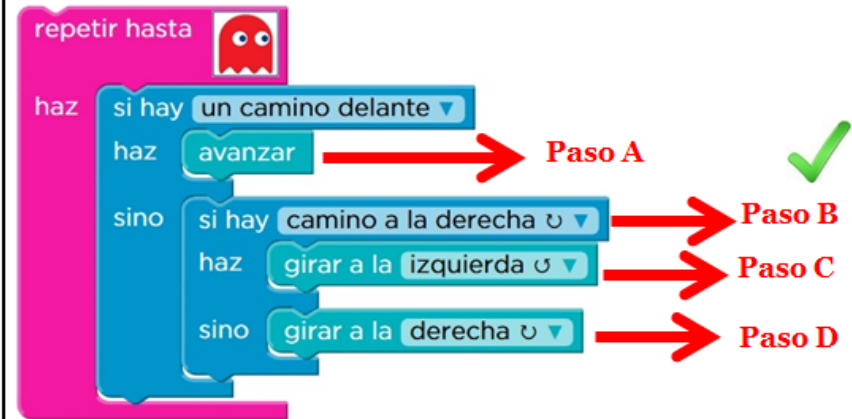 repetir hasta
haz si hay un camino delante ▼
haz avanzar Paso A
sino si hay camino a la derecha ↻ ▼ Paso B
haz girar a la izquierda ↺ ▼ Paso C
sino girar a la derecha ↻ ▼ Paso D